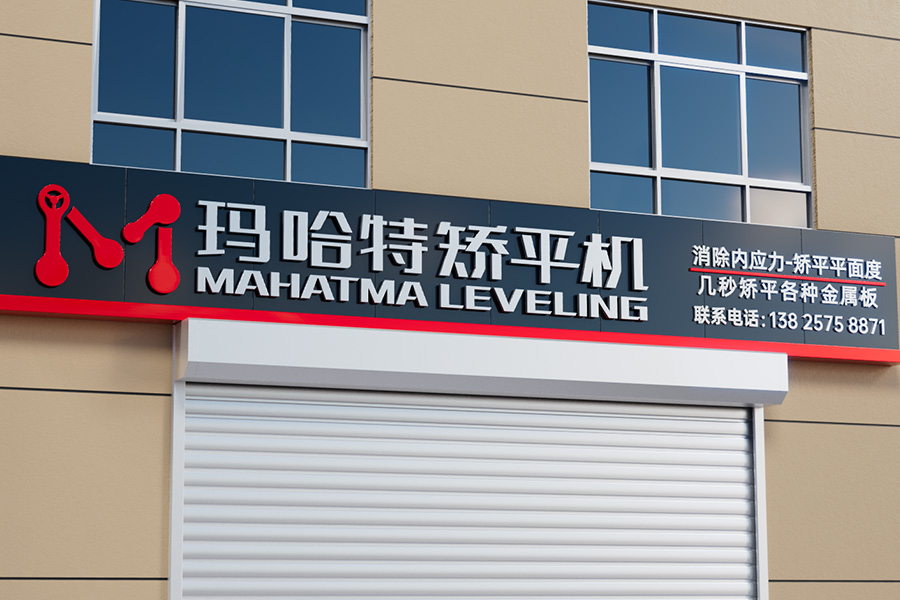 玛哈特矫平机
MAHATMA LEVELING
消除内应力-矫平平面度
几秒矫平各种金属板
联系电话:138 2575 8871